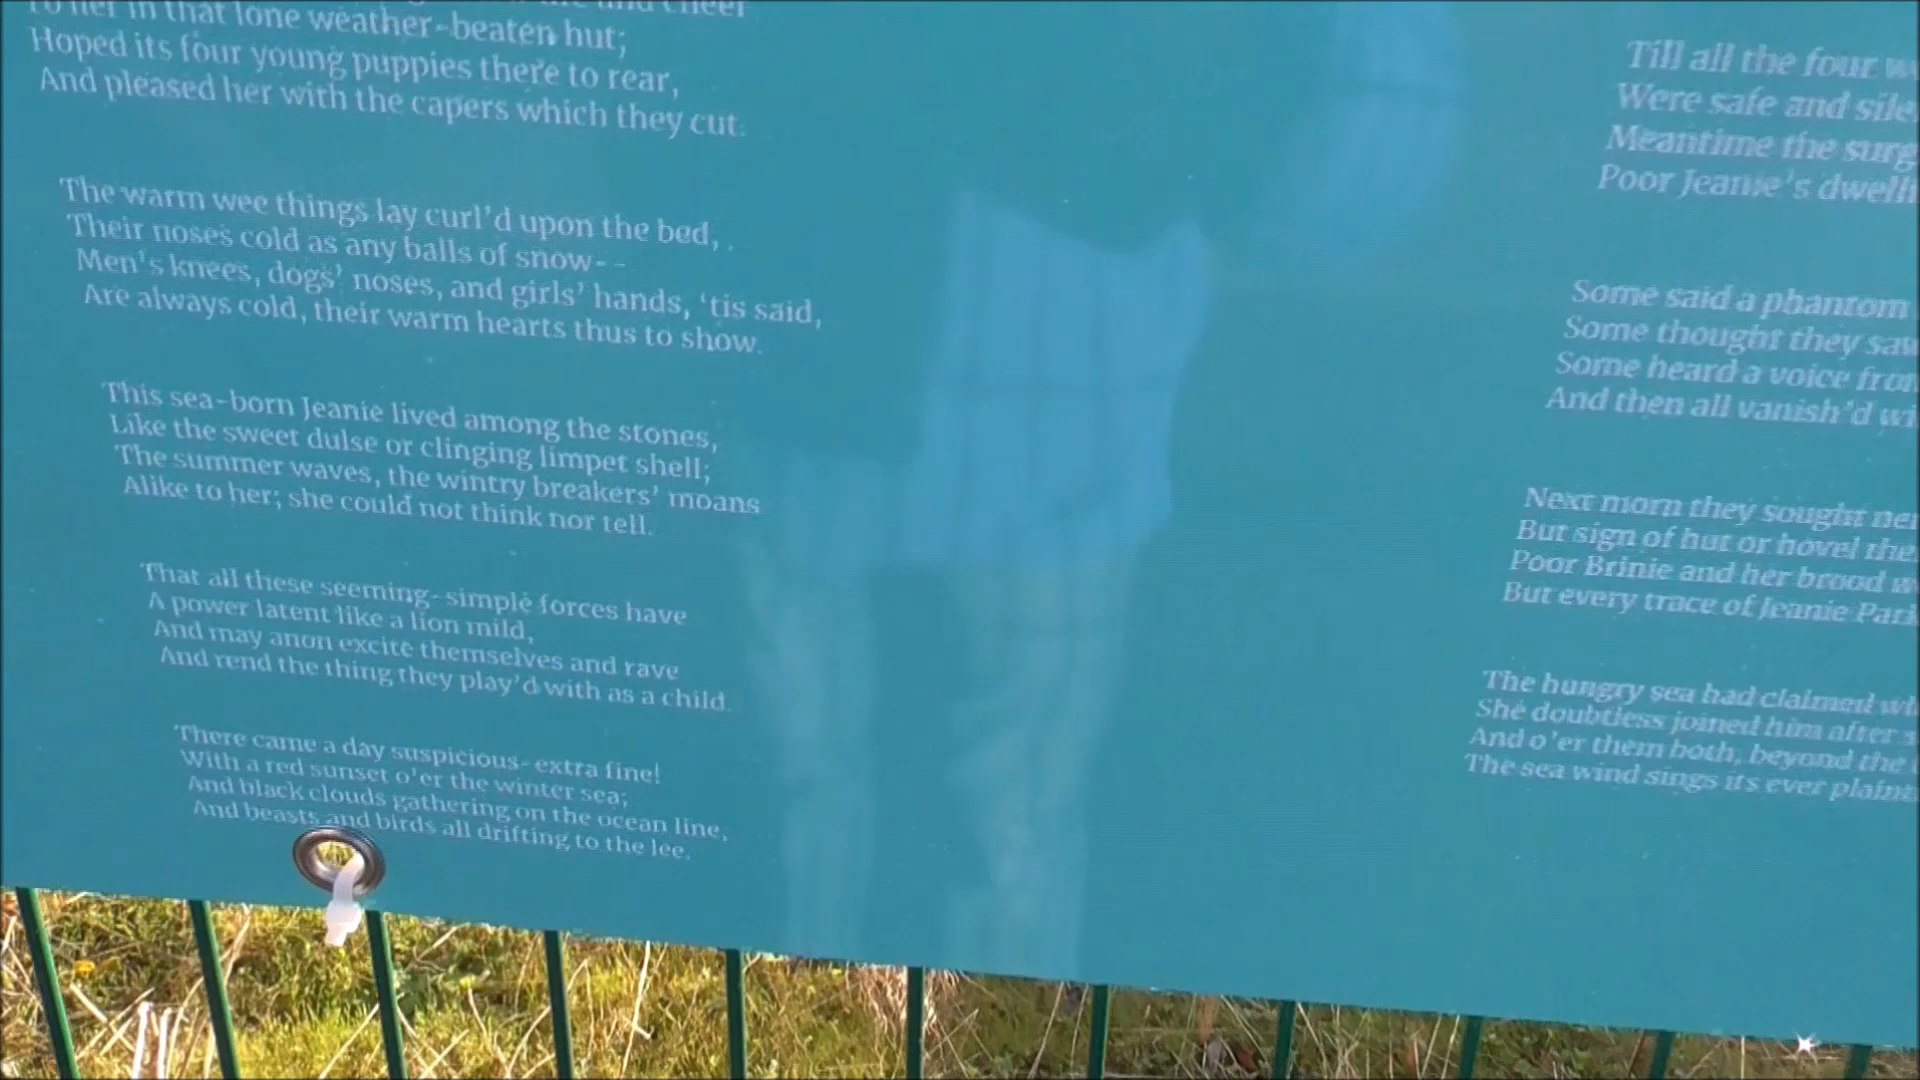 To her in that lone weather-beaten hut;
Hoped its four young puppies there to rear,
And pleased her with the capers which they cut.
The warm wee things lay curl'd upon the bed,
Their noses cold as any balls of snow--
Men's knees, dogs' noses, and girls' hands, 'tis said,
Are always cold, their warm hearts thus to show.
This sea-born Jeanie lived among the stones,
Like the sweet dulse or clinging limpet shell;
The summer waves, the wintry breakers' moans
Alike to her; she could not think nor tell.
That all these seeming-simple forces have
A power latent like a lion mild,
And may anon excite themselves and rave
And rend the thing they play'd with as a child.
There came a day suspicious-extra fine!
With a red sunset o'er the winter sea;
And black clouds gathering on the ocean line,
And beasts and birds all drifting to the lee.
Till all the four
Were safe and
Meantime the
Poor Jeanie's
Some said a phantom
Some thought they
Some heard a voice
And then all vanish'd
Next morn they sought
But sign of hut or hovel
Poor Brinie and her brood
But every trace of Jeanie
The hungry sea had claimed
She doubtless joined him after
And o'er them both, beyond the
The sea wind sings its ever